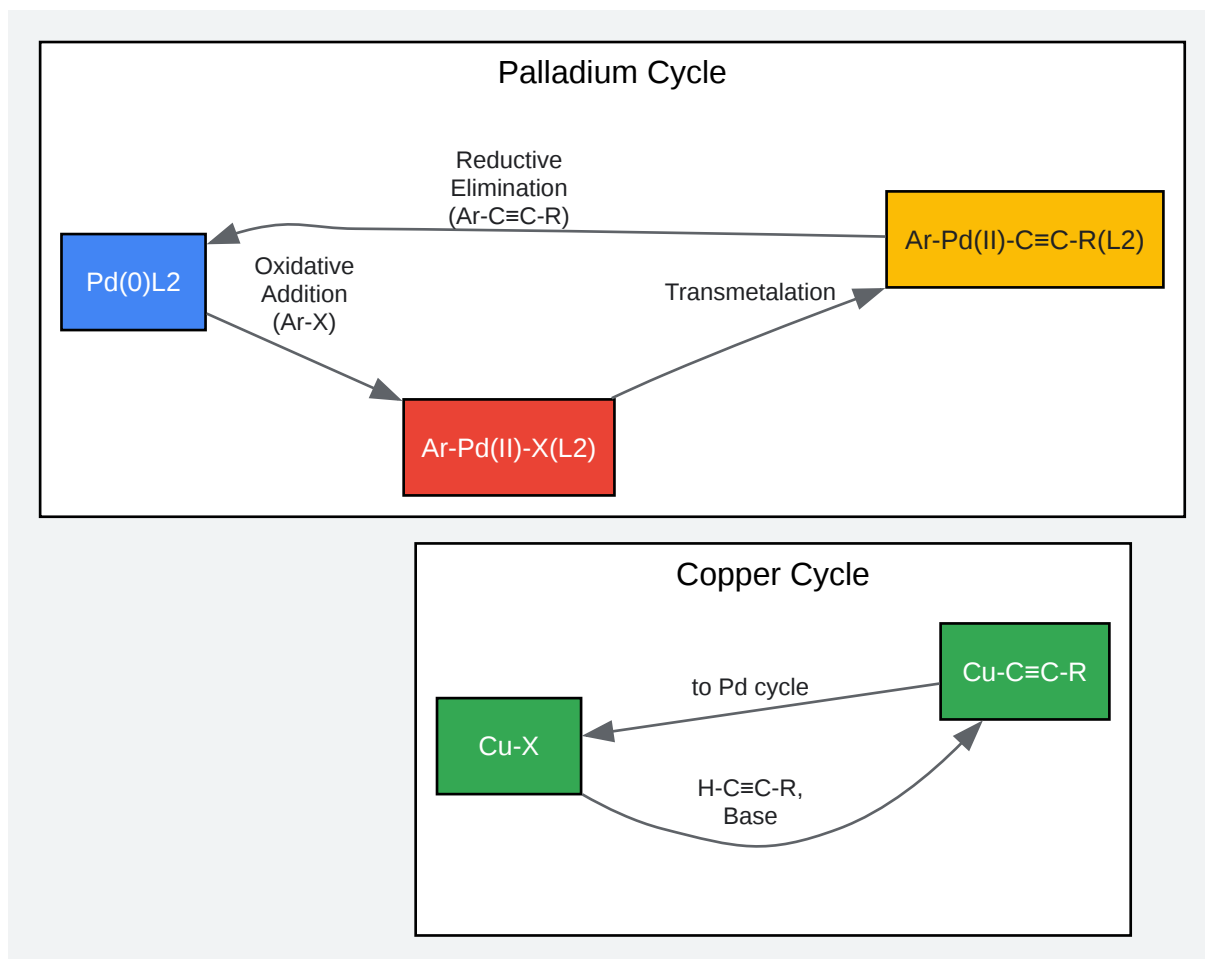 Palladium Cycle
Reductive
Elimination
(Ar-C≡C-R)
Ar-Pd(II)-C≡C-R(L2)
Pd(0)L2
Oxidative
Addition
(Ar-X)
Transmetalation
Ar-Pd(II)-X(L2)
Copper Cycle
Cu-C≡C-R
to Pd cycle
Cu-X
H-C≡C-R,
Base